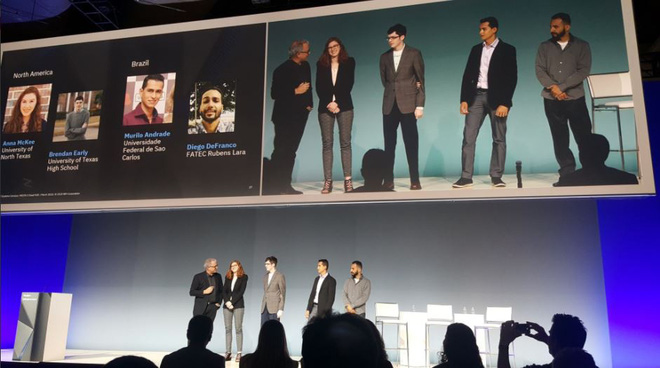 North America
Anna McKee
University of
North Texas
Brendan Early
University of Texas
High School
Brazil
Murila Andrade
Universidade
Federal de Sao
Carlos
Diego DeFranco
FATEC Rubens Lara